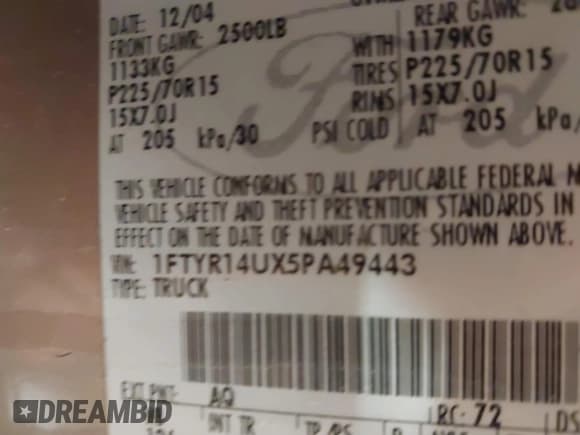 DATE: 12/04
FRONT GAWR: 2500LB
1133KG
P225/70R15
15X7.0J
AT 205 kPa/30 PSI COLD
REAR GAWR:
WITH 1179KG
TIRES P225/70R15
RIMS 15X7.0J
AT 205 kPa/
Ford
THIS VEHICLE CONFORMS TO ALL APPLICABLE FEDERAL
VEHICLE SAFETY AND THEFT PREVENTION STANDARDS IN
EFFECT ON THE DATE OF MANUFACTURE SHOWN ABOVE.
VIN: 1FTYR14UX5PA49443
TYPE: TRUCK
EXT PNT: AQ
RC: 72
DS
INT TR
TP/PS
R
DREAMBID